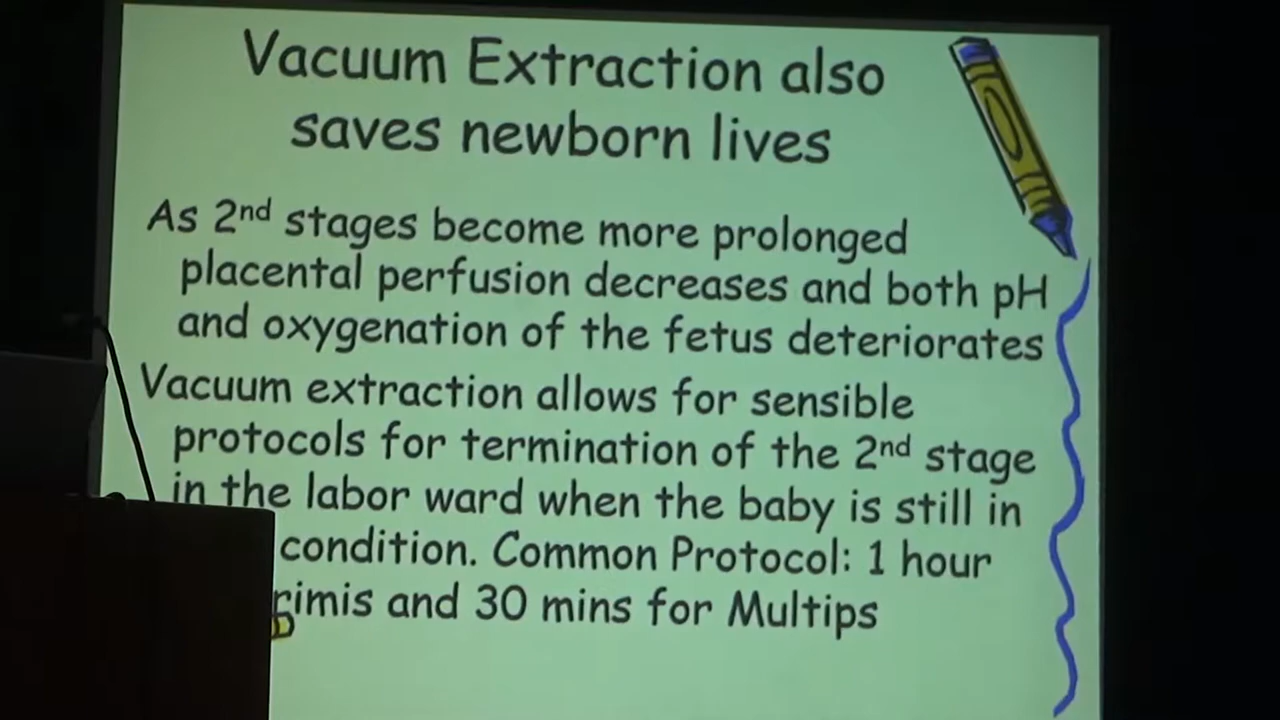 Vacuum Extraction also
saves newborn lives
As 2nd stages become more prolonged
placental perfusion decreases and both pH
and oxygenation of the fetus deteriorates
Vacuum extraction allows for sensible
protocols for termination of the 2nd stage
in the labor ward when the baby is still in
condition. Common Protocol: 1 hour
rimis and 30 mins for Multips